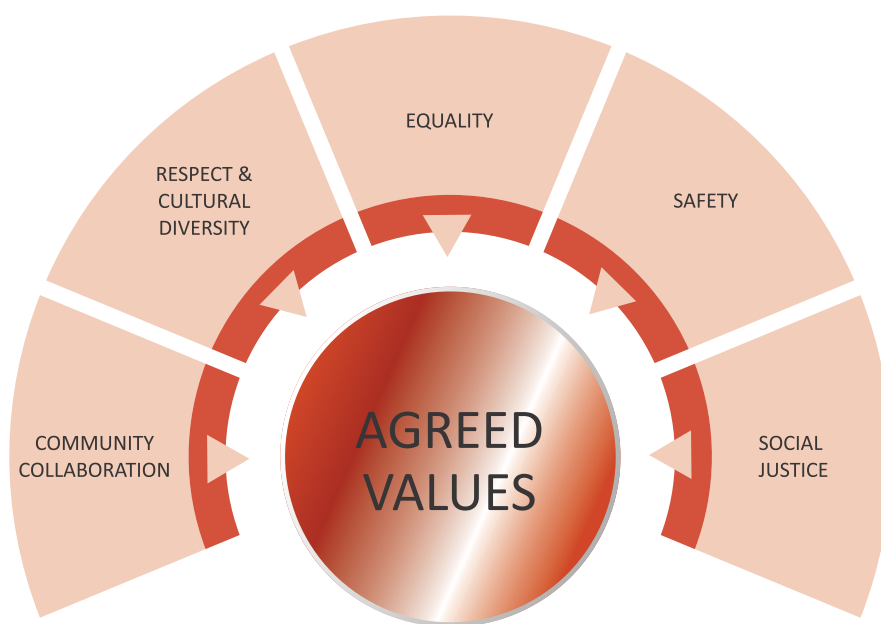 EQUALITY
RESPECT &
CULTURAL
DIVERSITY
SAFETY
COMMUNITY
COLLABORATION
AGREED
VALUES
SOCIAL
JUSTICE